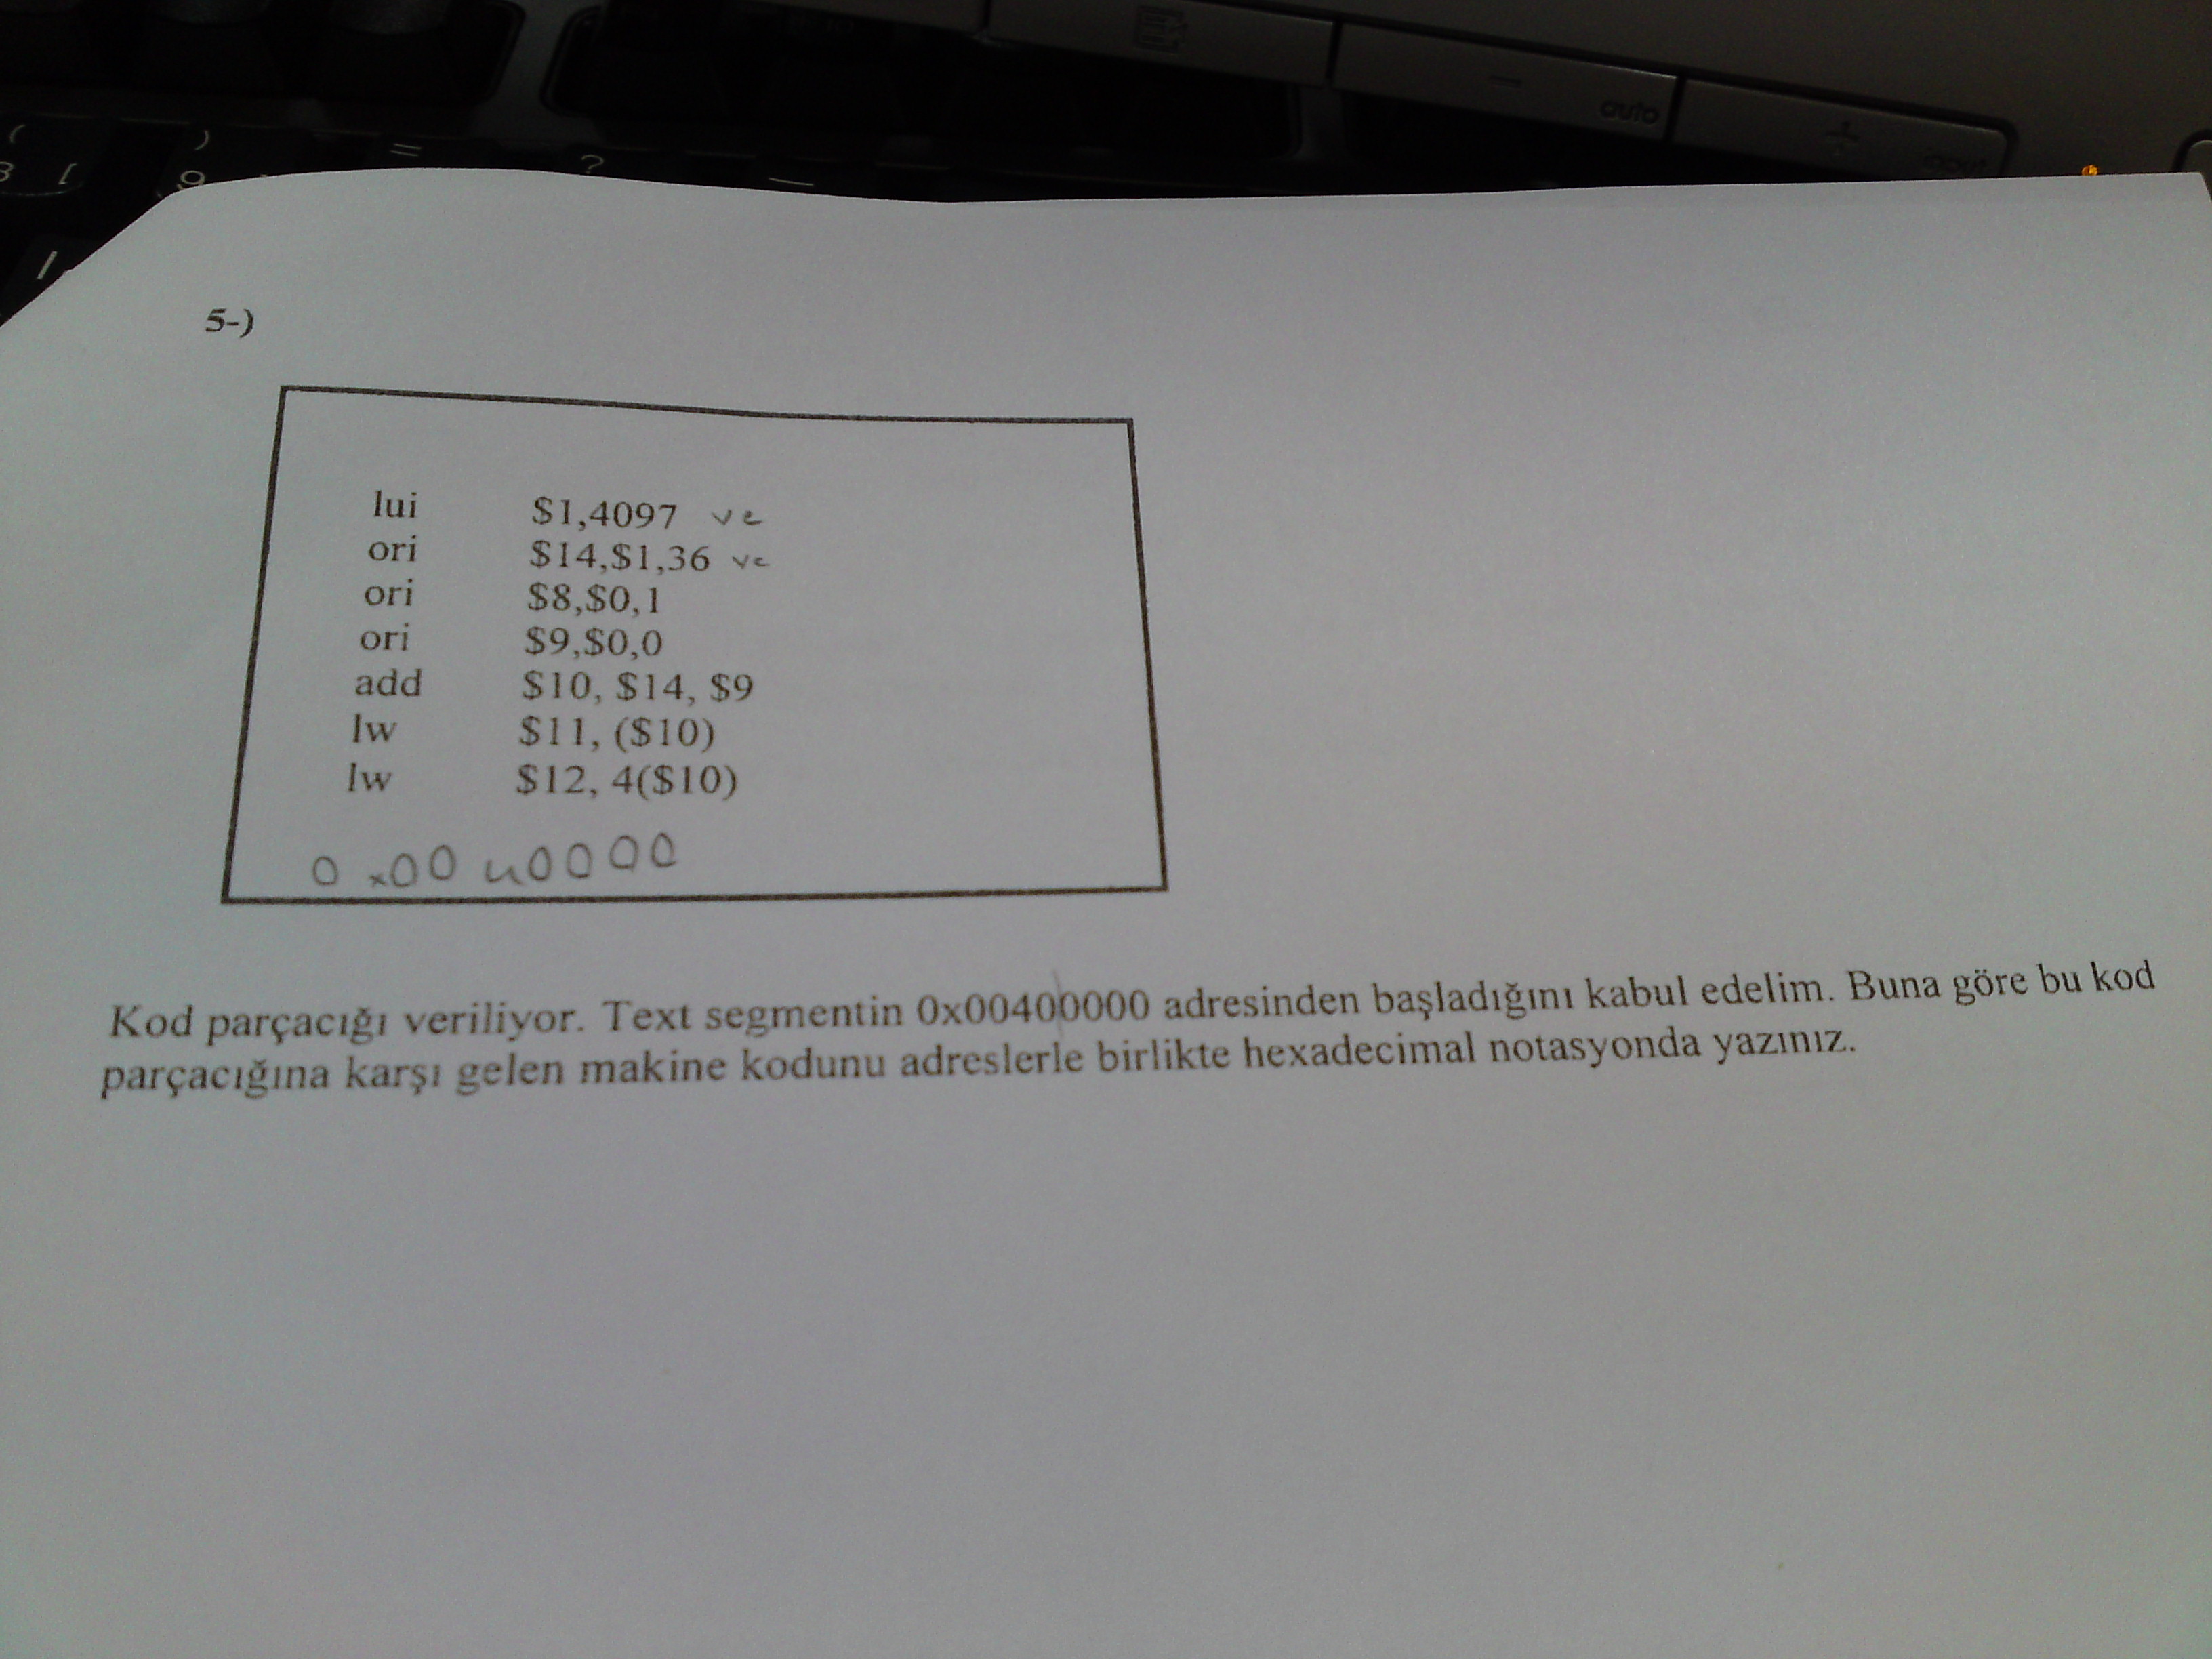 auto
input
5-)
lui $1,4097 ve
ori $14,$1,36 ve
ori $8,$0,1
ori $9,$0,0
add $10, $14, $9
lw $11, ($10)
lw $12, 4($10)
0x00400000
Kod parçacığı veriliyor. Text segmentin 0x00400000 adresinden başladığını kabul edelim. Buna göre bu kod
parçacığına karşı gelen makine kodunu adreslerle birlikte hexadecimal notasyonda yazınız.